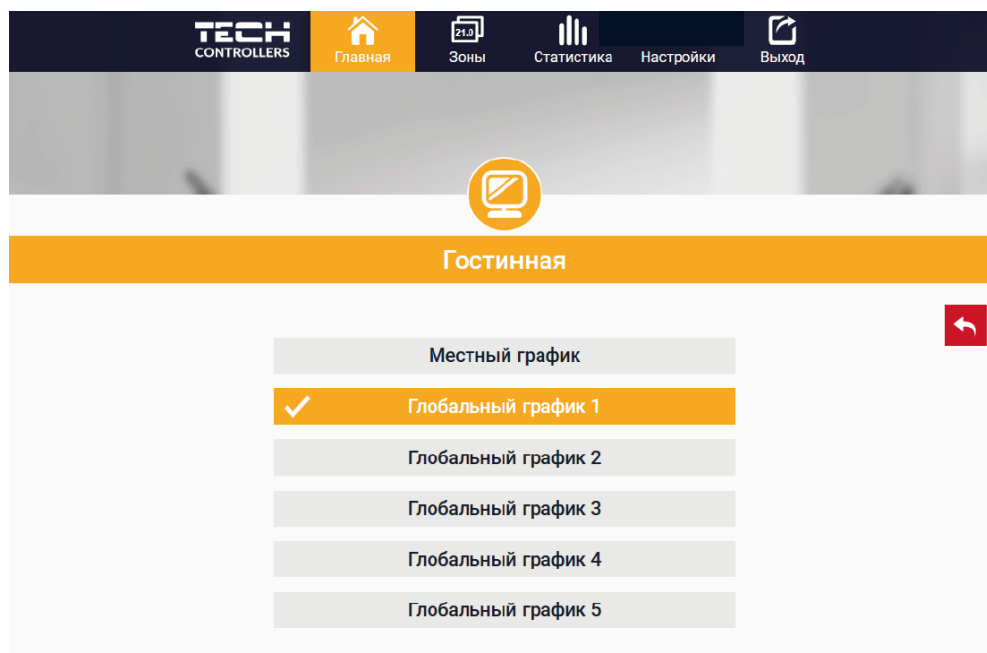 TECH
CONTROLLERS
Главная
21.0
Зоны
Статистика
Настройки
Выход
Гостинная
Местный график
Глобальный график 1
Глобальный график 2
Глобальный график 3
Глобальный график 4
Глобальный график 5